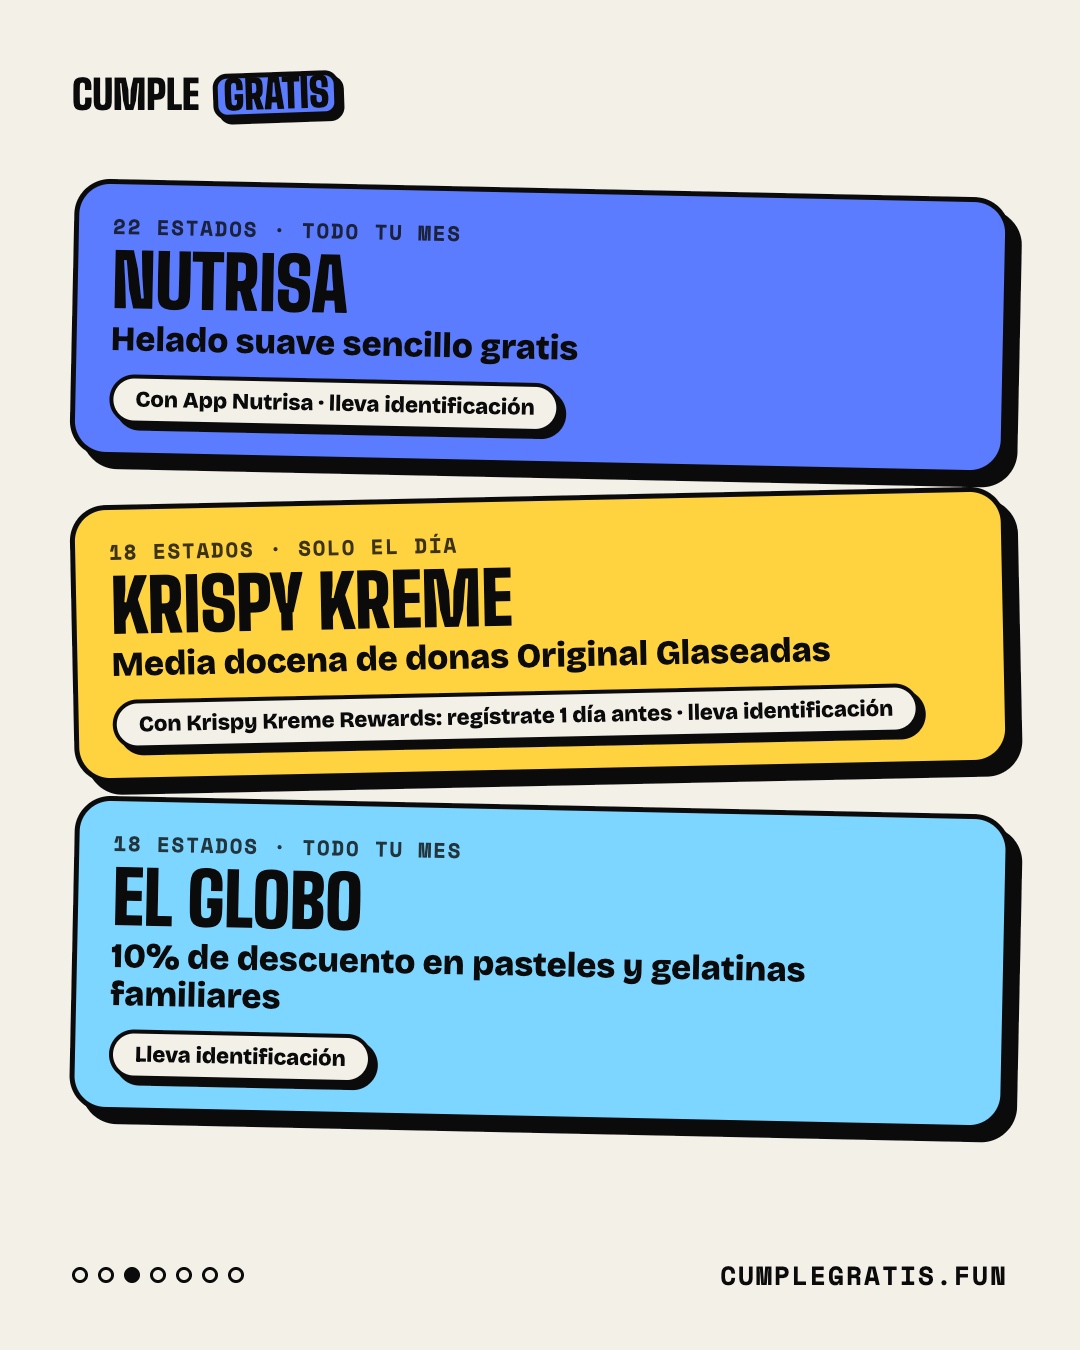 CUMPLE GRATIS
22 ESTADOS · TODO TU MES
NUTRISA
Helado suave sencillo gratis
Con App Nutrisa · lleva identificación
18 ESTADOS · SOLO EL DÍA
KRISPY KREME
Media docena de donas Original Glaseadas
Con Krispy Kreme Rewards: regístrate 1 día antes · lleva identificación
18 ESTADOS · TODO TU MES
EL GLOBO
10% de descuento en pasteles y gelatinas
familiares
Lleva identificación
CUMPLEGRATIS.FUN